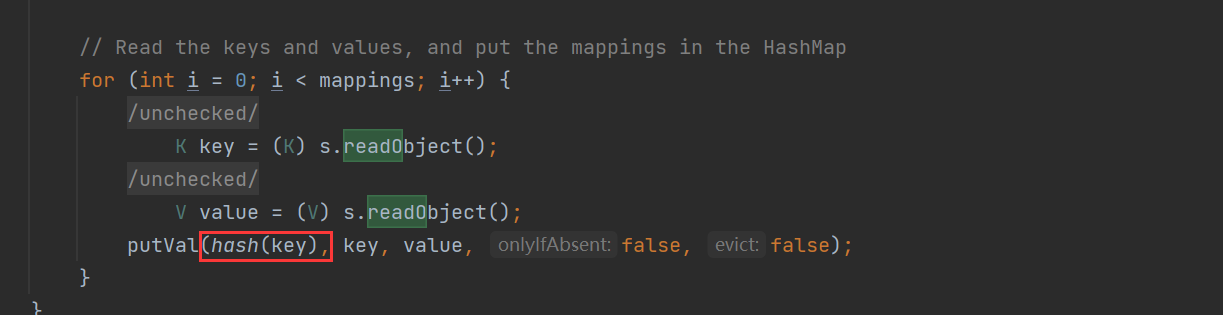 // Read the keys and values, and put the mappings in the HashMap
for (int i = 0; i < mappings; i++) {
/unchecked/
K key = (K) s.readObject();
/unchecked/
V value = (V) s.readObject();
putVal(hash(key), key, value, onlyIfAbsent: false, evict: false);
}
}